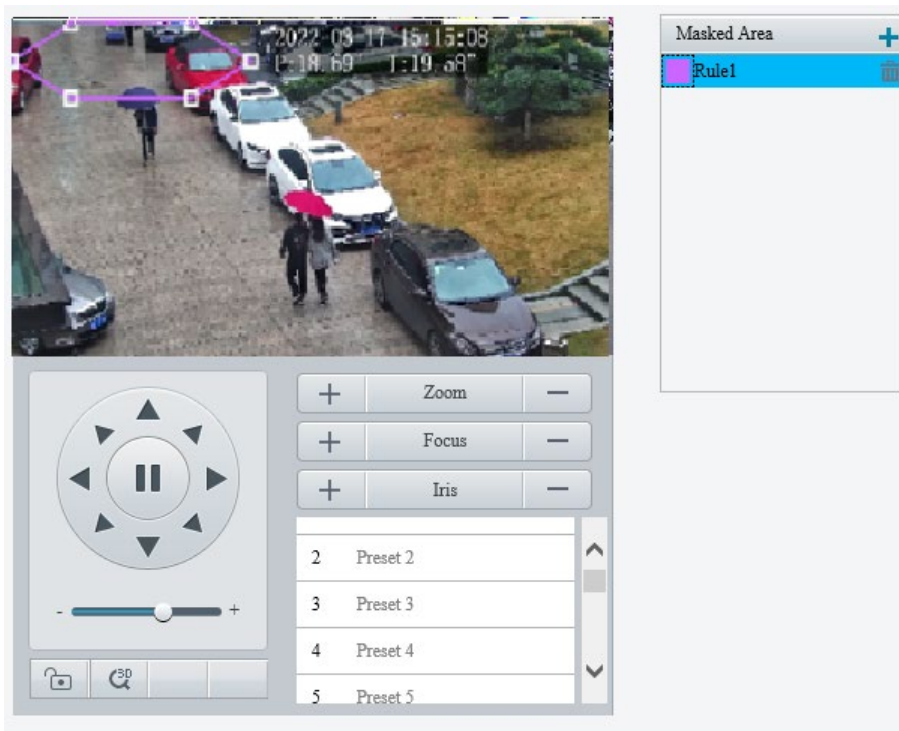 2022-03-17 15:15:08
Masked Area
Rule1
Zoom
Focus
Iris
2 Preset 2
3 Preset 3
4 Preset 4
5 Preset 5
3D